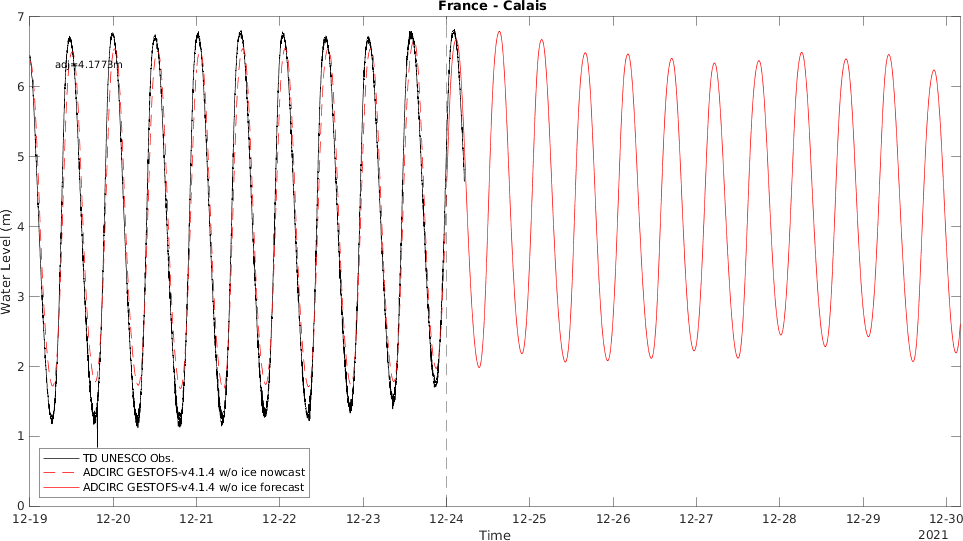 France - Calais
adj=4.1773m
7
6
5
4
3
2
1
0
Water Level (m)
TD UNESCO Obs.
ADCIRC GESTOFS-v4.1.4 w/o ice nowcast
ADCIRC GESTOFS-v4.1.4 w/o ice forecast
12-19 12-20 12-21 12-22 12-23 12-24 12-25 12-26 12-27 12-28 12-29 12-30
Time
2021